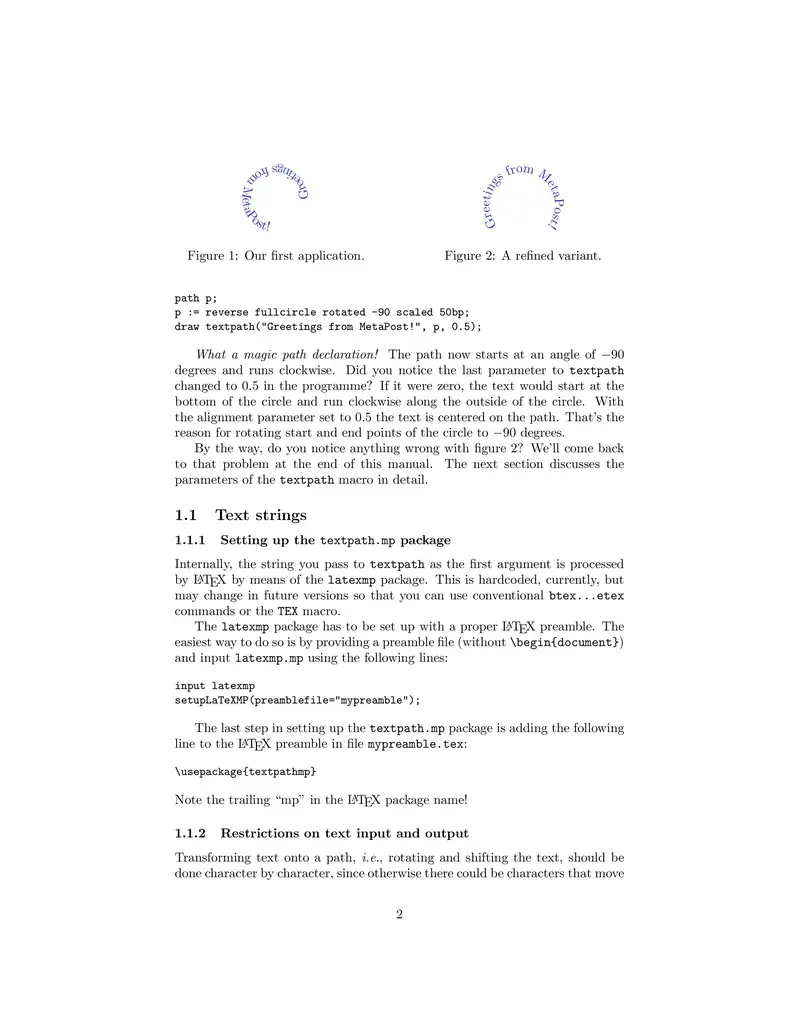 Greetings from MetaPost!
Greetings from MetaPost!
Figure 1: Our first application.
Figure 2: A refined variant.
path p;
p := reverse fullcircle rotated -90 scaled 50bp;
draw textpath("Greetings from MetaPost!", p, 0.5);
What a magic path declaration! The path now starts at an angle of −90
degrees and runs clockwise. Did you notice the last parameter to textpath
changed to 0.5 in the programme? If it were zero, the text would start at the
bottom of the circle and run clockwise along the outside of the circle. With
the alignment parameter set to 0.5 the text is centered on the path. That's the
reason for rotating start and end points of the circle to −90 degrees.
By the way, do you notice anything wrong with figure 2? We'll come back
to that problem at the end of this manual. The next section discusses the
parameters of the textpath macro in detail.
1.1 Text strings
1.1.1 Setting up the textpath.mp package
Internally, the string you pass to textpath as the first argument is processed
by LATEX by means of the latexmp package. This is hardcoded, currently, but
may change in future versions so that you can use conventional btex...etex
commands or the TEX macro.
The latexmp package has to be set up with a proper LATEX preamble. The
easiest way to do so is by providing a preamble file (without \begin{document})
and input latexmp.mp using the following lines:
input latexmp
setupLaTeXMP(preamblefile="mypreamble");
The last step in setting up the textpath.mp package is adding the following
line to the LATEX preamble in file mypreamble.tex:
\usepackage{textpathmp}
Note the trailing “mp” in the LATEX package name!
1.1.2 Restrictions on text input and output
Transforming text onto a path, i.e., rotating and shifting the text, should be
done character by character, since otherwise there could be characters that move
2